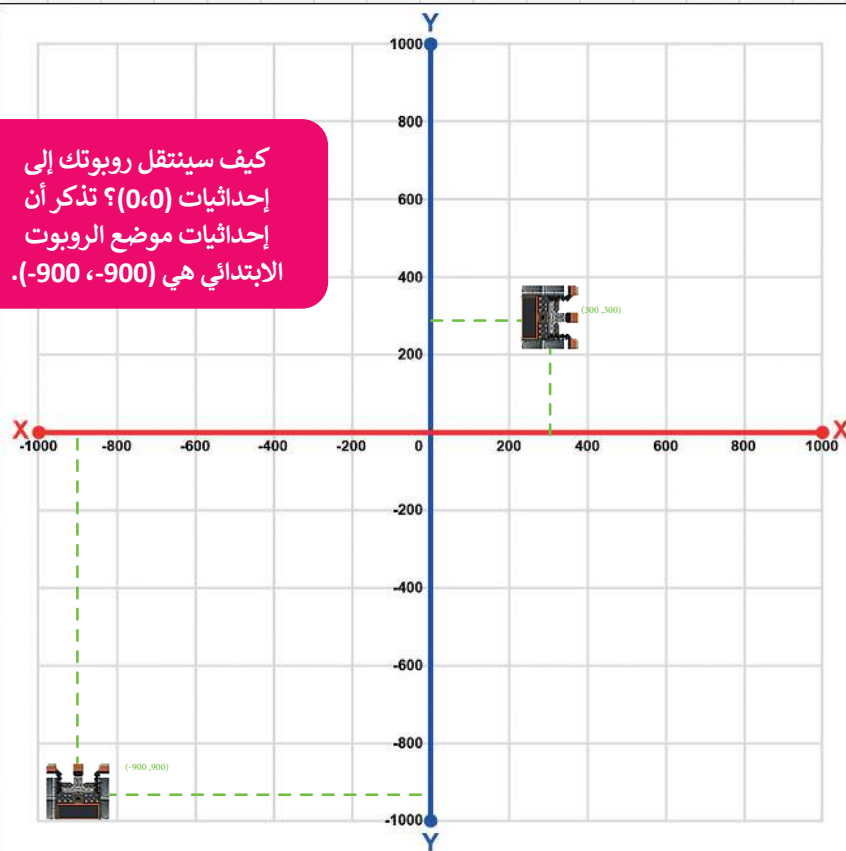 Y
1000
800
كيف سينتقل روبوتك إلى
إحداثيات (0،0)؟ تذكر أن
إحداثيات موضع الروبوت
الابتدائي هي (900-، 900-).
600
400
(300 ,300)
200
X X
-1000 -800 -600 -400 -200 0 200 400 600 800 1000
-200
-400
-600
-800
(-900 ,900)
-1000
Y